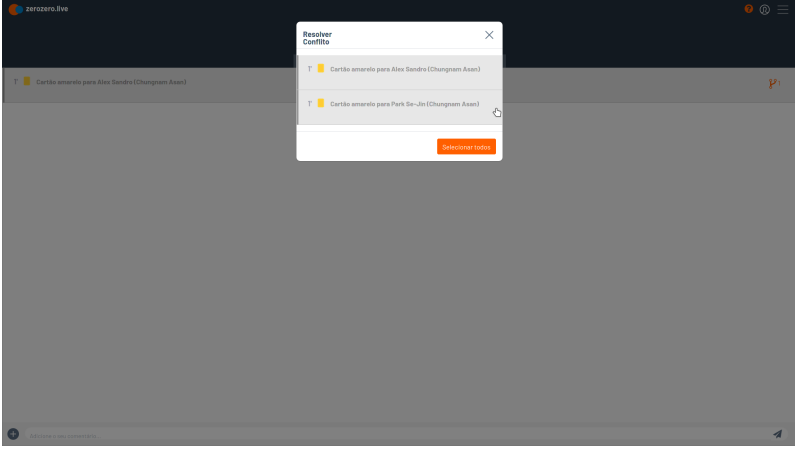 zerozero.live
?
Resolver
Conflito
1' Cartão amarelo para Alex Sandro (Chungnam Asan)
1' Cartão amarelo para Park Se-Jin (Chungnam Asan)
Selecionar todos
1' Cartão amarelo para Alex Sandro (Chungnam Asan)